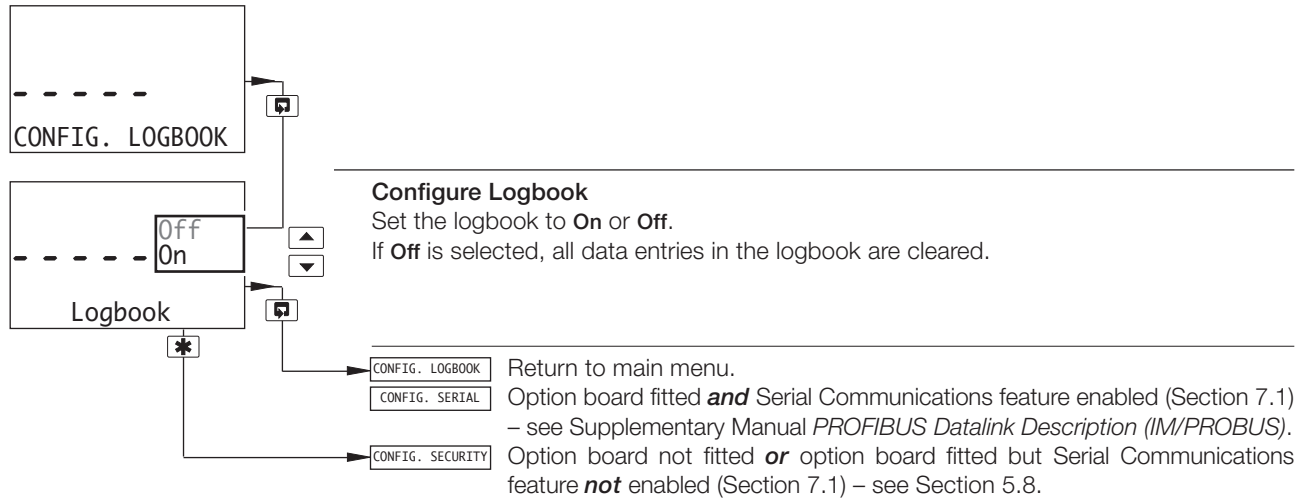 - - - - -
CONFIG. LOGBOOK
Configure Logbook
Set the logbook to On or Off.
If Off is selected, all data entries in the logbook are cleared.
Off
- - - - - On
Logbook
CONFIG. LOGBOOK Return to main menu.
CONFIG. SERIAL Option board fitted and Serial Communications feature enabled (Section 7.1)
– see Supplementary Manual PROFIBUS Datalink Description (IM/PROBUS).
CONFIG. SECURITY Option board not fitted or option board fitted but Serial Communications
feature not enabled (Section 7.1) – see Section 5.8.